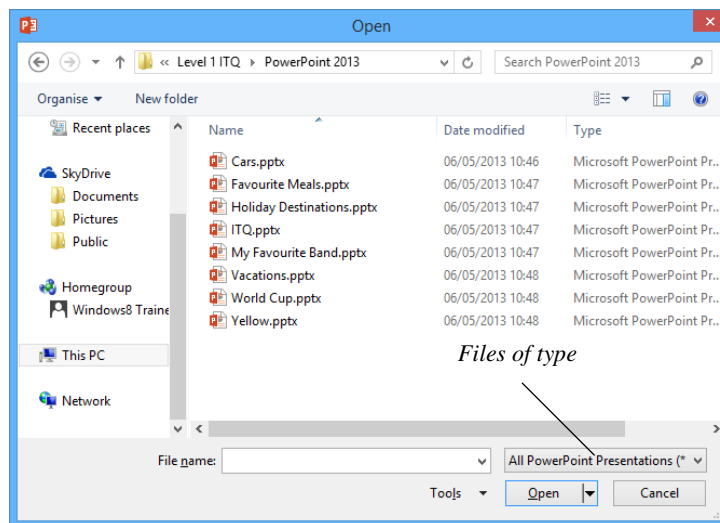 Open
« Level 1 ITQ PowerPoint 2013 Search PowerPoint 2013
Organise New folder
Recent places Name Date modified Type
Cars.pptx 06/05/2013 10:46 Microsoft PowerPoint Pr...
SkyDrive
Favourite Meals.pptx 06/05/2013 10:47 Microsoft PowerPoint Pr...
Documents
Holiday Destinations.pptx 06/05/2013 10:47 Microsoft PowerPoint Pr...
Pictures
ITQ.pptx 06/05/2013 10:47 Microsoft PowerPoint Pr...
Public
My Favourite Band.pptx 06/05/2013 10:47 Microsoft PowerPoint Pr...
Vacations.pptx 06/05/2013 10:48 Microsoft PowerPoint Pr...
Homegroup
World Cup.pptx 06/05/2013 10:48 Microsoft PowerPoint Pr...
Windows8 Traine
Yellow.pptx 06/05/2013 10:48 Microsoft PowerPoint Pr...
This PC
Files of type
Network
File name: All PowerPoint Presentations (*
Tools Open Cancel